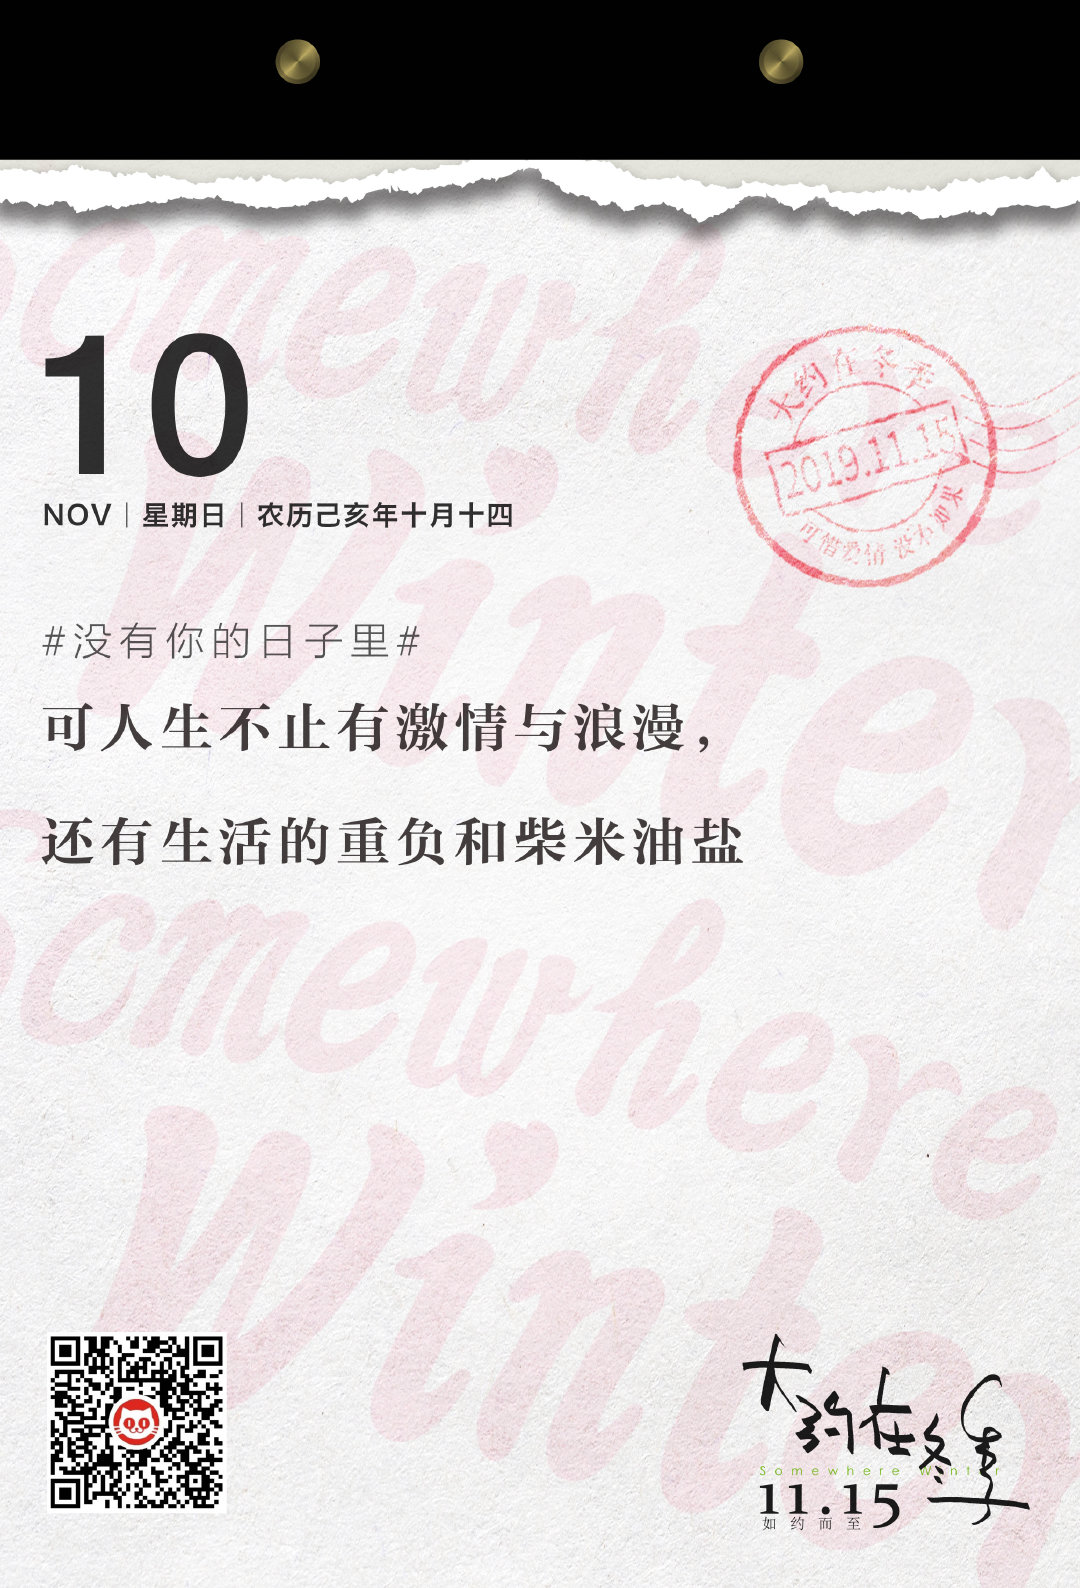 10
NOV｜星期日｜农历己亥年十月十四
大约在冬季
2019.11.15
可惜爱情 没有如果
#没有你的日子里#
可人生不止有激情与浪漫，
还有生活的重负和柴米油盐
Somewhere
Winter
Somewhere
Winter
大约在冬季
Somewhere Winter
11.15
如约而至